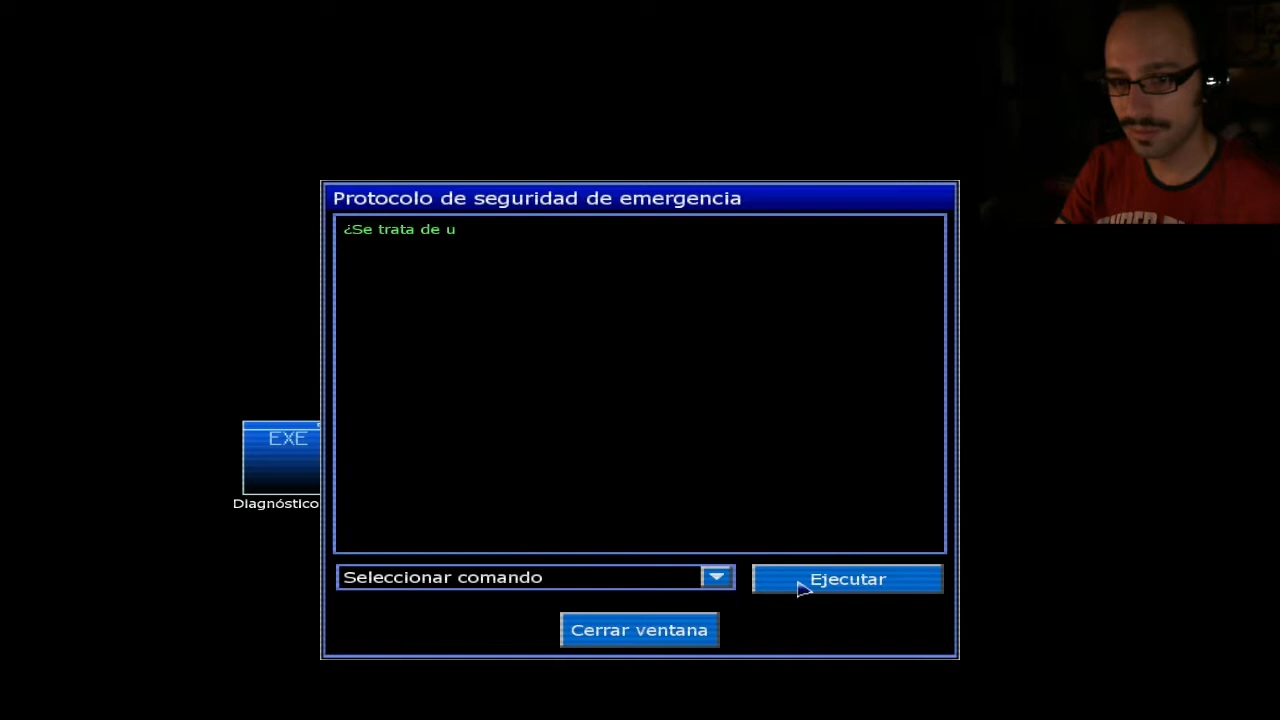 Protocolo de seguridad de emergencia
¿Se trata de u
EXE
Diagnóstico
Seleccionar comando
Ejecutar
Cerrar ventana